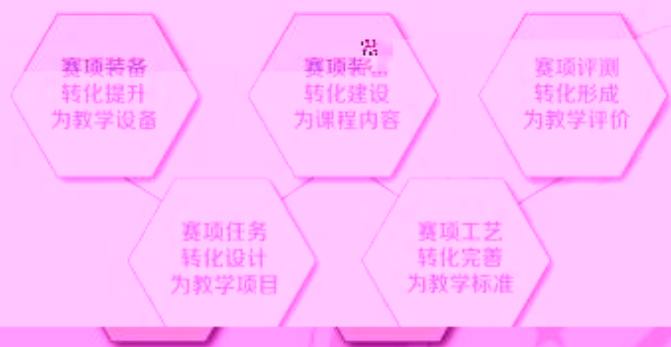 赛项装备
转化提升
为教学设备
赛项装
转化建设
为课程内容
赛项评测
转化形成
为教学评价
赛项任务
转化设计
为教学项目
赛项工艺
转化完善
为教学标准